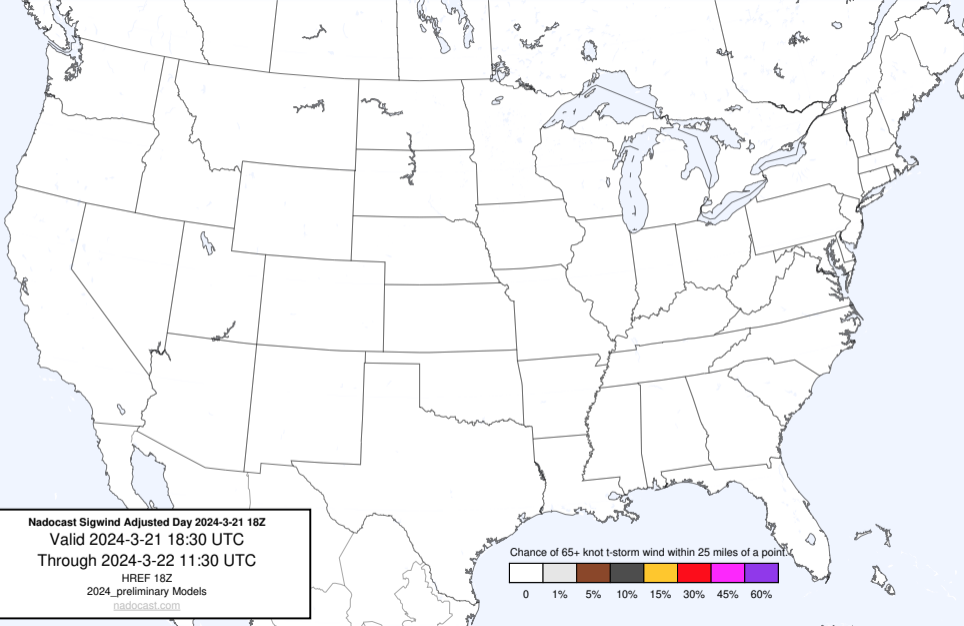 Nadocast Sigwind Adjusted Day 2024-3-21 18Z
Valid 2024-3-21 18:30 UTC
Through 2024-3-22 11:30 UTC
HREF 18Z
2024_preliminary Models
nadocast.com
Chance of 65+ knot t-storm wind within 25 miles of a point.
0 1% 5% 10% 15% 30% 45% 60%